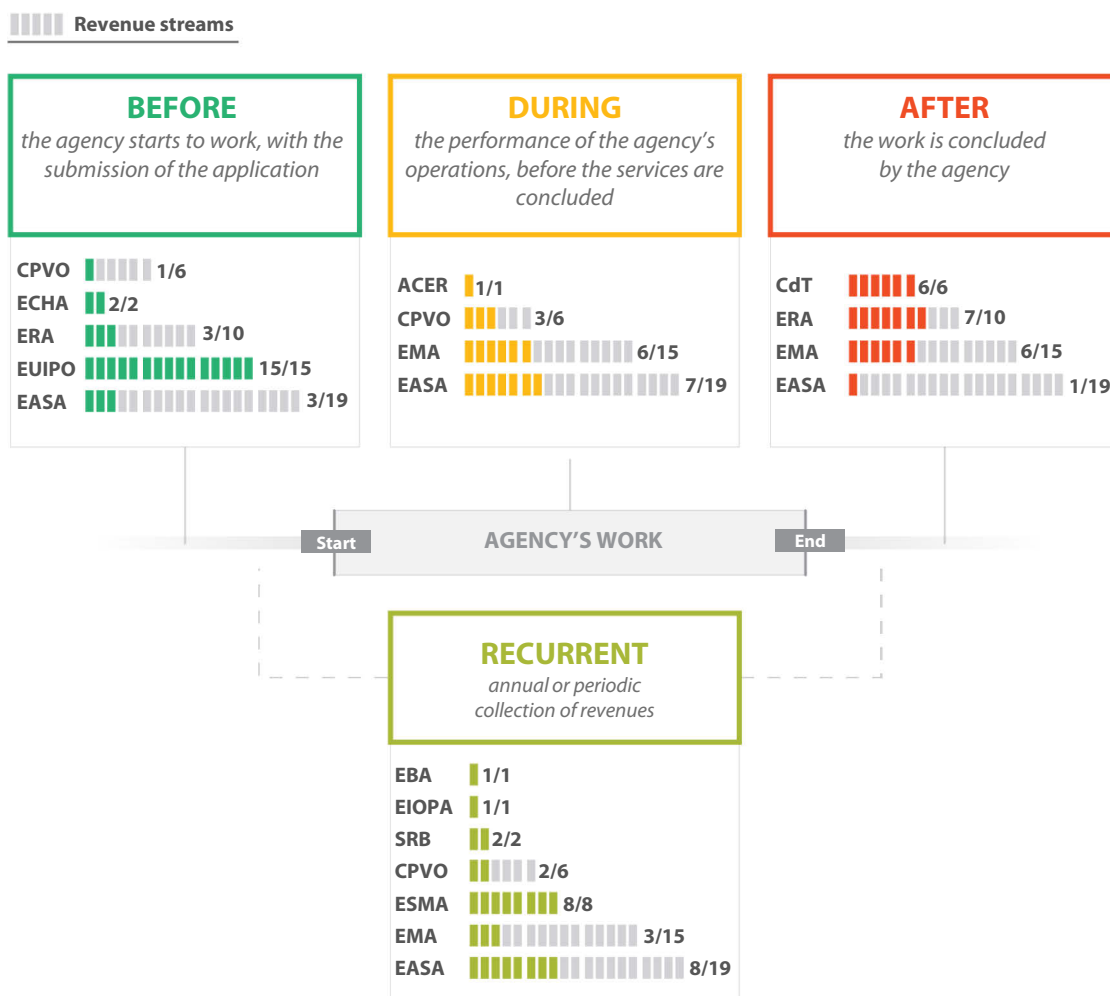 Revenue streams
BEFORE
the agency starts to work, with the
submission of the application
CPVO 1/6
ECHA 2/2
ERA 3/10
EUIPO 15/15
EASA 3/19
DURING
the performance of the agency's
operations, before the services are
concluded
ACER 1/1
CPVO 3/6
EMA 6/15
EASA 7/19
AFTER
the work is concluded
by the agency
CdT 6/6
ERA 7/10
EMA 6/15
EASA 1/19
Start
AGENCY'S WORK
End
RECURRENT
annual or periodic
collection of revenues
EBA 1/1
EIOPA 1/1
SRB 2/2
CPVO 2/6
ESMA 8/8
EMA 3/15
EASA 8/19